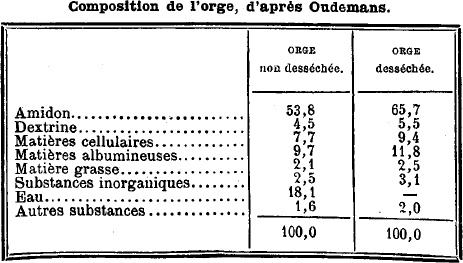 Composition de l'orge, d'après Oudemans.
ORGE ORGE
non desséchée. desséchée.
Amidon........................ 53,8 65,7
Dextrine....................... 4,5 5,5
Matières cellulaires............ 7,7 9,4
Matières albumineuses......... 9,7 11,8
Matière grasse................. 2,1 2,5
Substances inorganiques....... 2,5 3,1
Eau............................ 18,1 —
Autres substances............. 1,6 2,0
100,0 100,0